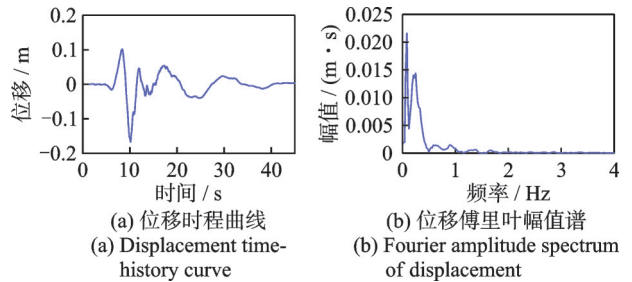 0.2
0.1
0
−0.1
−0.2
位移 / m
0 10 20 30 40
时间 / s
(a) 位移时程曲线
(a) Displacement time-
history curve
0.025
0.020
0.015
0.010
0.005
幅值 / (m · s)
0 1 2 3 4
频率 / Hz
(b) 位移傅里叶幅值谱
(b) Fourier amplitude spectrum
of displacement